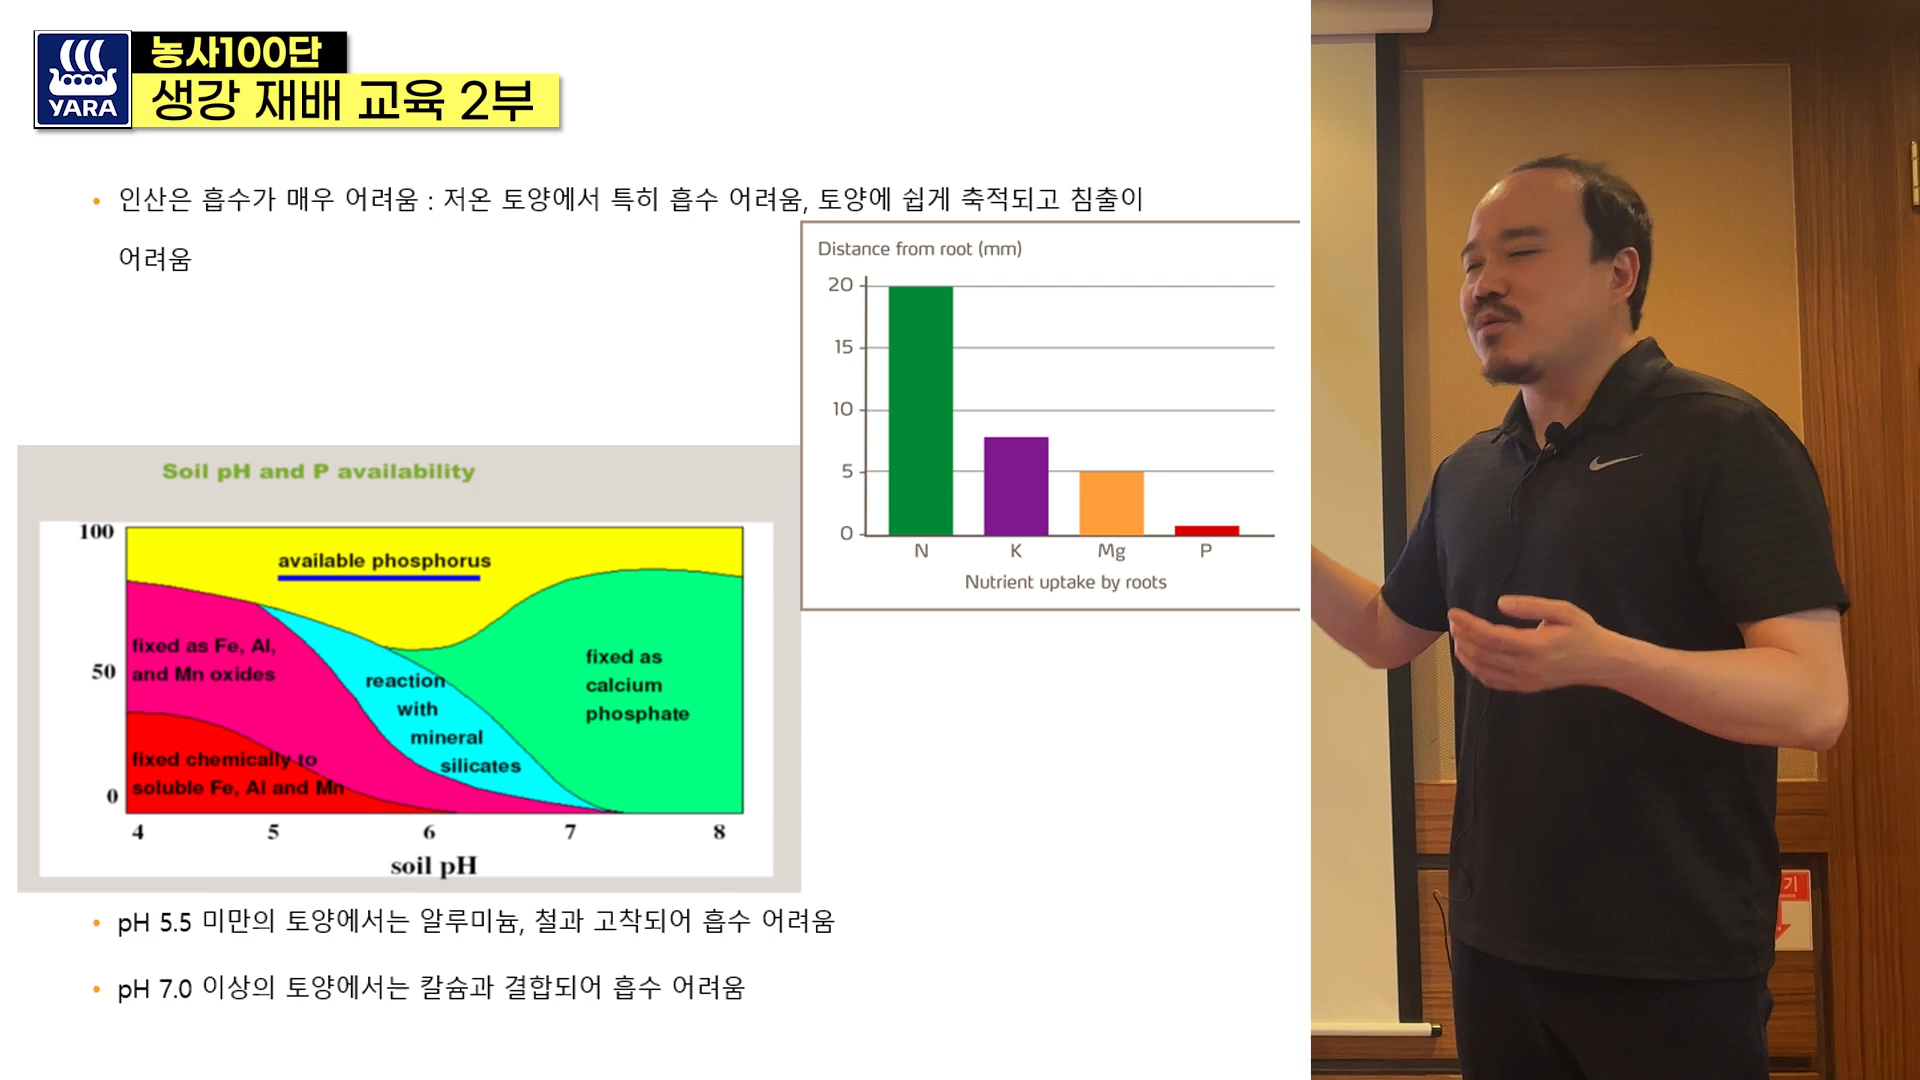 YARA
농사100단
생강 재배 교육 2부
• 인산은 흡수가 매우 어려움 : 저온 토양에서 특히 흡수 어려움, 토양에 쉽게 축적되고 침출이
어려움
Distance from root (mm)
20
15
10
5
0
N K Mg P
Nutrient uptake by roots
Soil pH and P availability
100
50
0
available phosphorus
fixed as Fe, Al,
and Mn oxides
reaction
with
mineral
silicates
fixed as
calcium
phosphate
fixed chemically to
soluble Fe, Al and Mn
4 5 6 7 8
soil pH
• pH 5.5 미만의 토양에서는 알루미늄, 철과 고착되어 흡수 어려움
• pH 7.0 이상의 토양에서는 칼슘과 결합되어 흡수 어려움
기